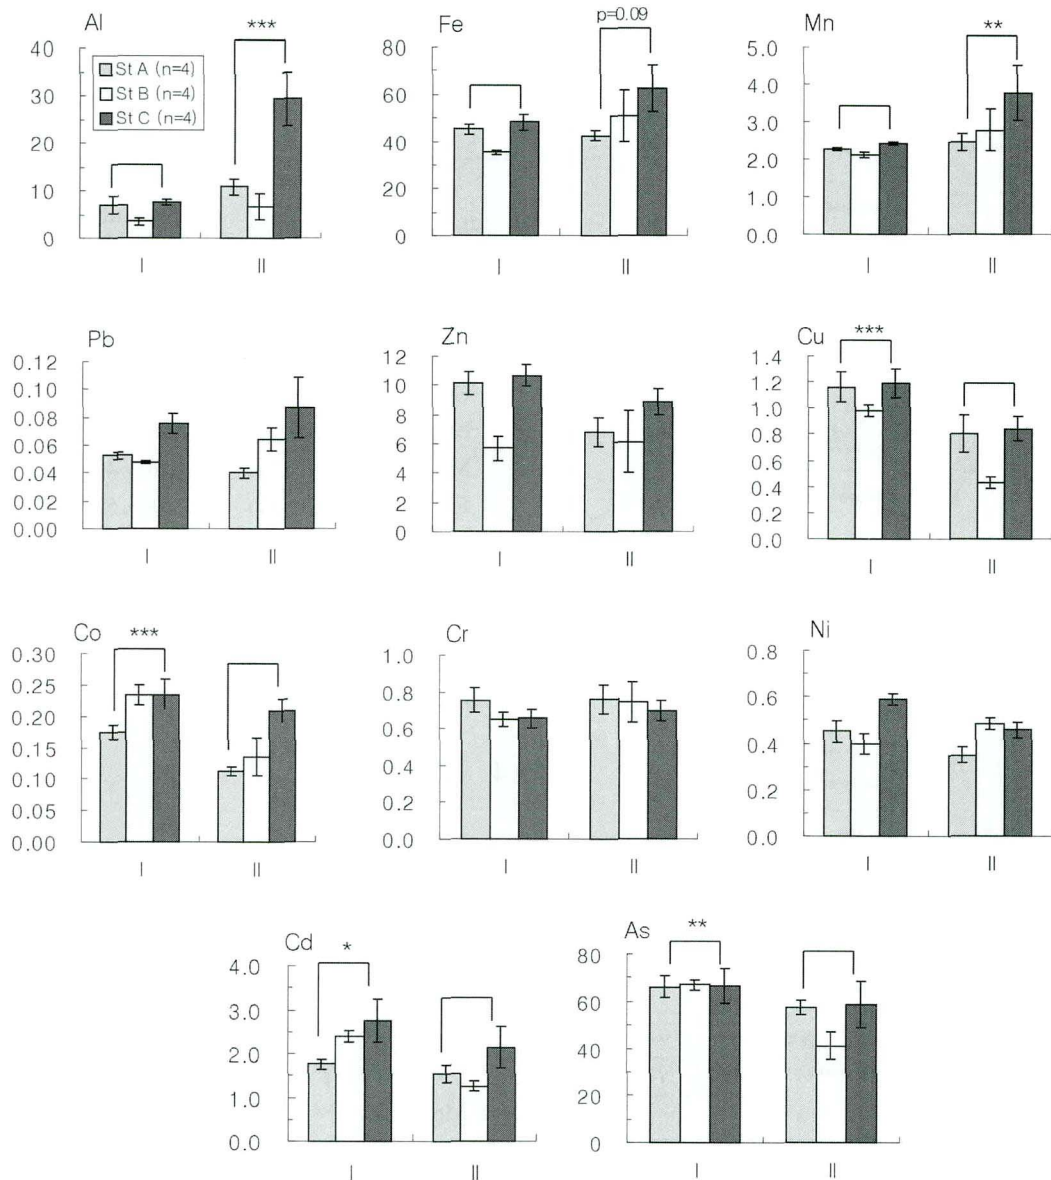 Al
***
40
30
20
10
0
St A (n=4)
St B (n=4)
St C (n=4)
I II
Fe
p=0.09
80
60
40
20
0
I II
Mn
**
5.0
4.0
3.0
2.0
1.0
0.0
I II
Pb
0.12
0.10
0.08
0.06
0.04
0.02
0.00
I II
Zn
12
10
8
6
4
2
0
I II
Cu
***
1.4
1.2
1.0
0.8
0.6
0.4
0.2
0.0
I II
Co
***
0.30
0.25
0.20
0.15
0.10
0.05
0.00
I II
Cr
1.0
0.8
0.6
0.4
0.2
0.0
I II
Ni
0.8
0.6
0.4
0.2
0.0
I II
Cd
*
4.0
3.0
2.0
1.0
0.0
I II
As
**
80
60
40
20
0
I II